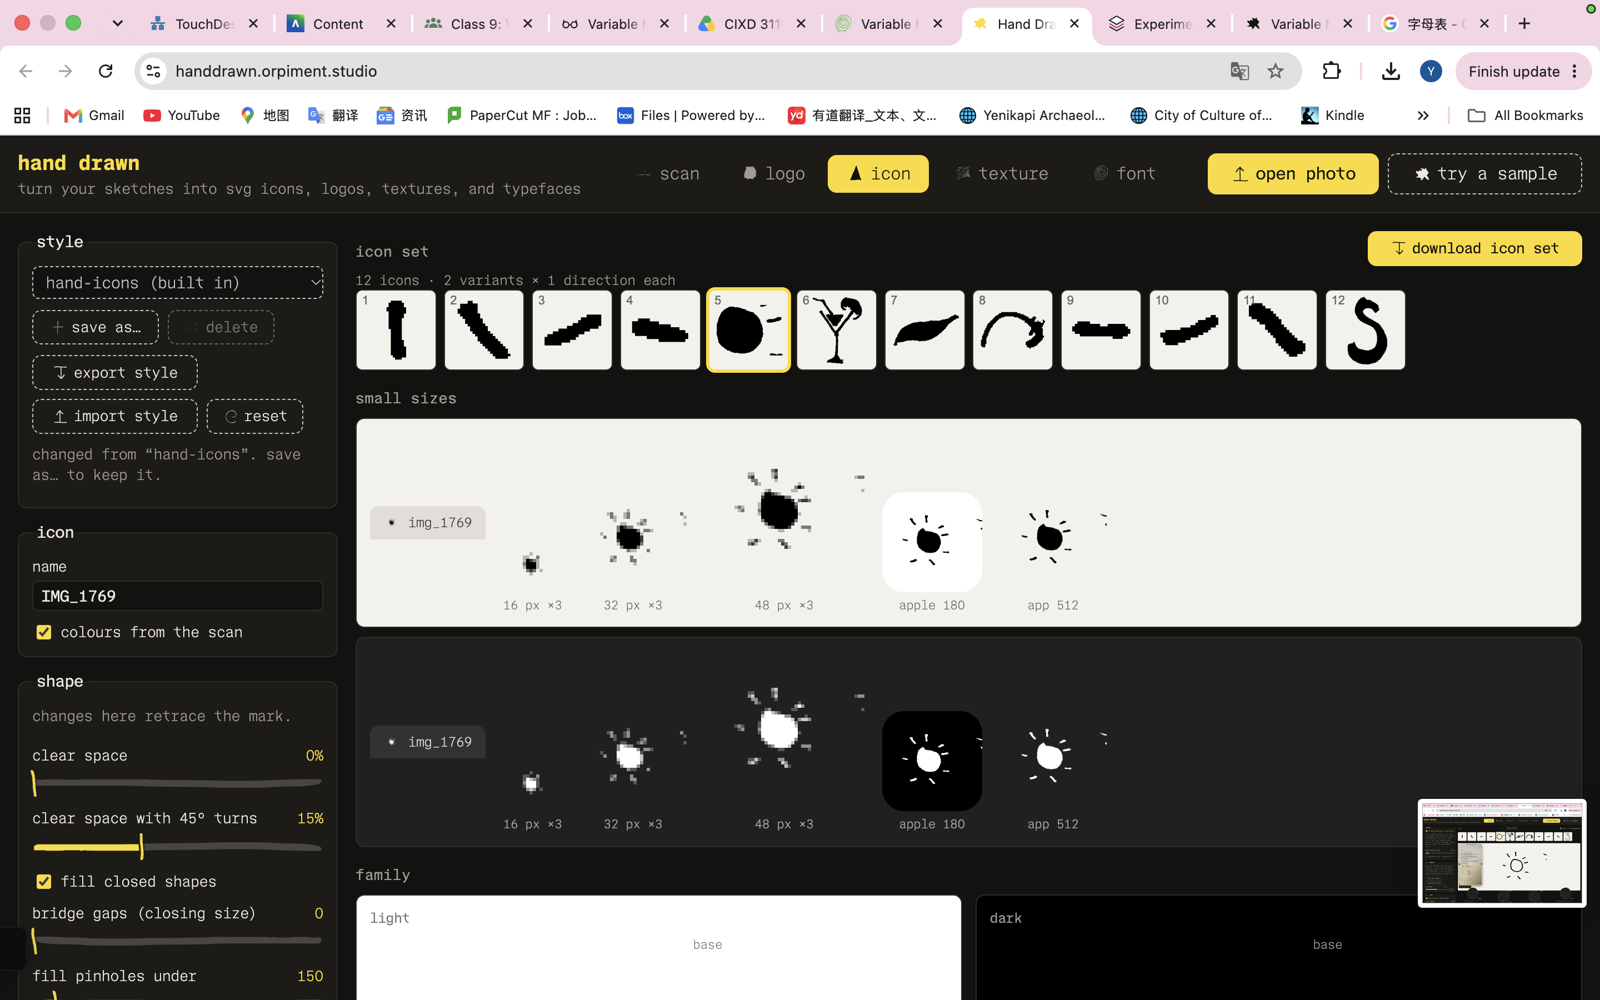 TouchDes
Content
Class 9: V
Variable
CIXD 311
Variable
Hand Dra
Experime
Variable
字母表 -
handdrawn.orpiment.studio
Finish update
Gmail
YouTube
地图
翻译
资讯
PaperCut MF : Job...
Files | Powered by...
有道翻译_文本、文...
Yenikapi Archaeol...
City of Culture of...
Kindle
All Bookmarks
hand drawn
turn your sketches into svg icons, logos, textures, and typefaces
scan
logo
icon
texture
font
open photo
try a sample
style
hand-icons (built in)
save as…
delete
export style
import style
reset
changed from “hand-icons”. save
as… to keep it.
icon
name
IMG_1769
colours from the scan
shape
changes here retrace the mark.
clear space 0%
clear space with 45º turns 15%
fill closed shapes
bridge gaps (closing size) 0
fill pinholes under 150
icon set
download icon set
12 icons · 2 variants × 1 direction each
1 2 3 4 5 6 7 8 9 10 11 12
small sizes
img_1769
16 px ×3 32 px ×3 48 px ×3 apple 180 app 512
img_1769
16 px ×3 32 px ×3 48 px ×3 apple 180 app 512
family
light
base
dark
base